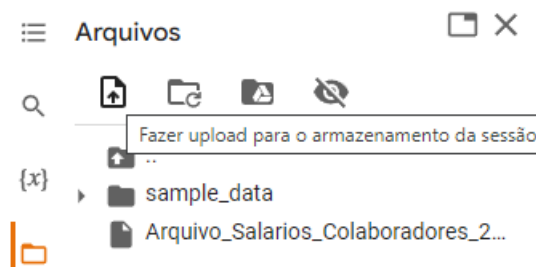 Arquivos
Fazer upload para o armazenamento da sessão
..
{x}
sample_data
Arquivo_Salarios_Colaboradores_2...